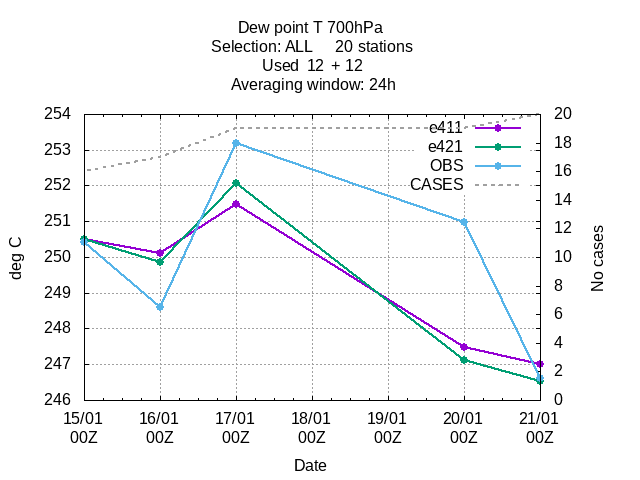 Dew point T 700hPa
Selection: ALL 20 stations
Used 12 + 12
Averaging window: 24h
254
253
252
251
250
249
248
247
246
20
18
16
14
12
10
8
6
4
2
0
e411
e421
OBS
CASES
deg C
No cases
15/01 16/01 17/01 18/01 19/01 20/01 21/01
00Z 00Z 00Z 00Z 00Z 00Z 00Z
Date